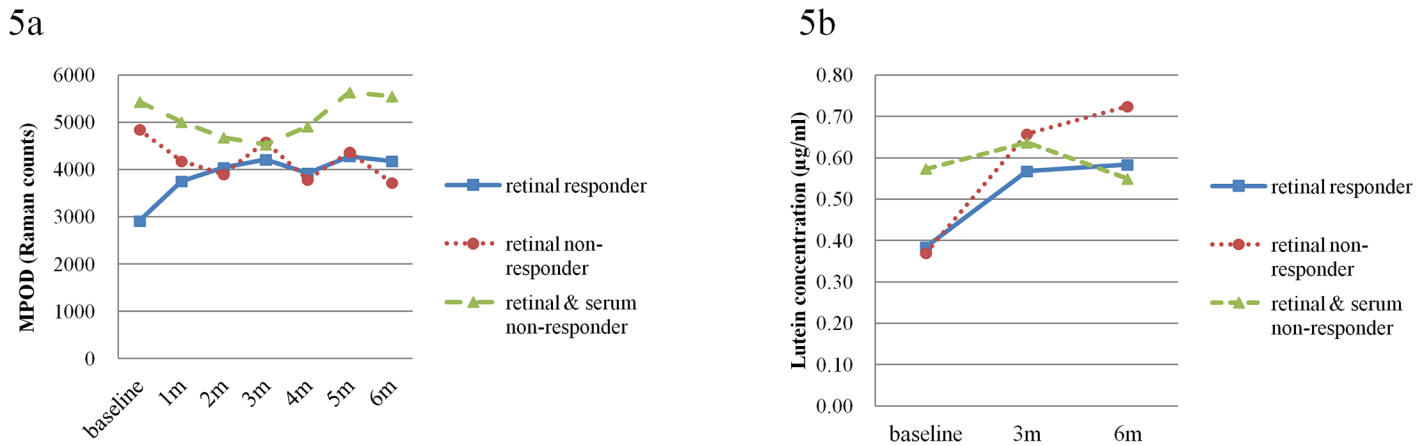 5a
MPOD (Raman counts)
6000
5000
4000
3000
2000
1000
0
baseline
1m
2m
3m
4m
5m
6m
retinal responder
retinal non-
responder
retinal & serum
non-responder
5b
Lutein concentration (µg/ml)
0.80
0.70
0.60
0.50
0.40
0.30
0.20
0.10
0.00
baseline
3m
6m
retinal responder
retinal non-
responder
retinal & serum
non-responder